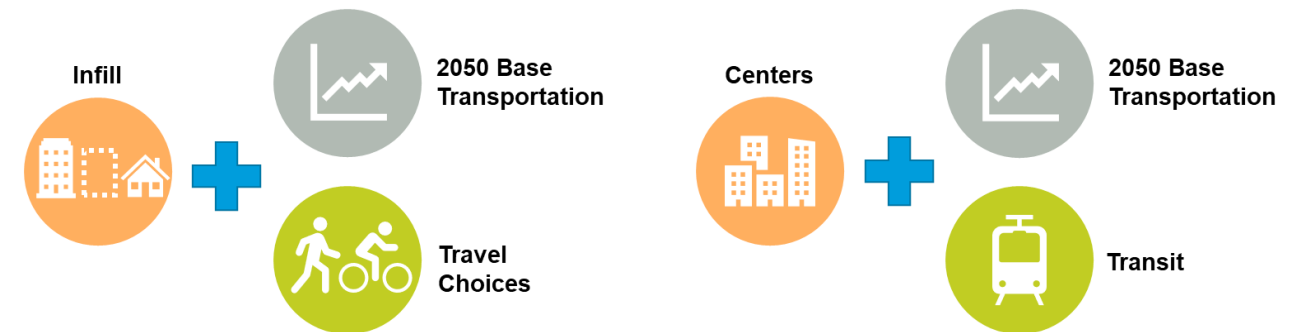 Infill
2050 Base
Transportation
Travel
Choices
Centers
2050 Base
Transportation
Transit